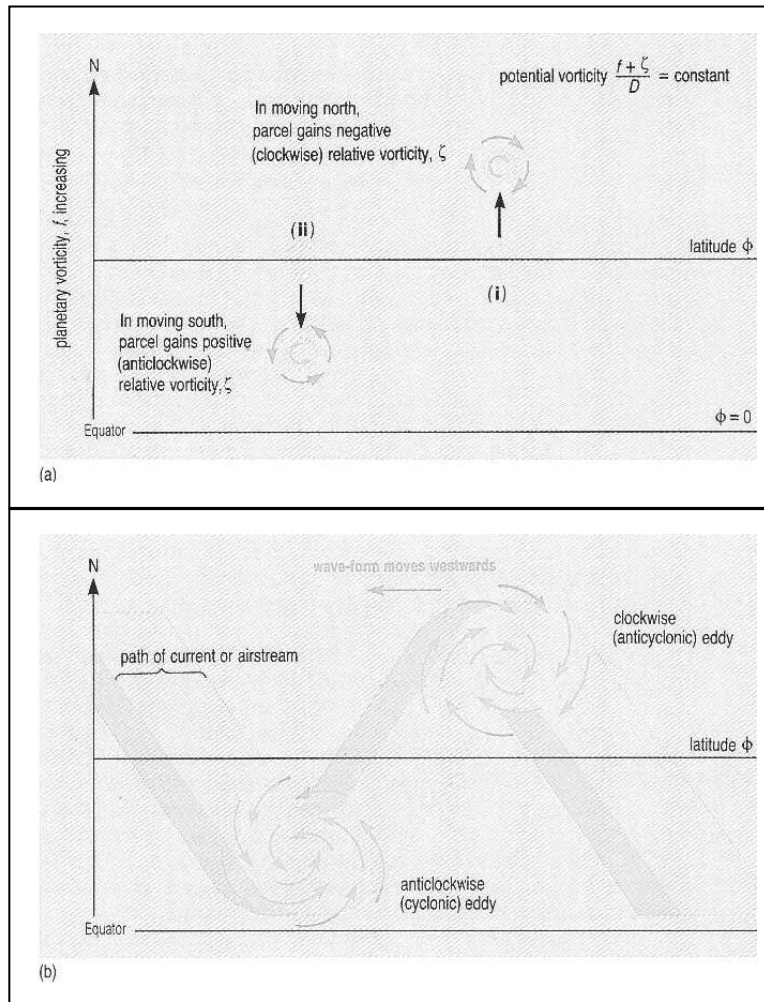 N
planetary vorticity, f, increasing
potential vorticity (f + ζ)/D = constant
In moving north,
parcel gains negative
(clockwise) relative vorticity, ζ
(ii)
latitude ϕ
(i)
In moving south,
parcel gains positive
(anticlockwise)
relative vorticity, ζ
ϕ = 0
Equator
(a)
N
wave-form moves westwards
clockwise
(anticyclonic) eddy
path of current or airstream
latitude ϕ
anticlockwise
(cyclonic) eddy
Equator
(b)